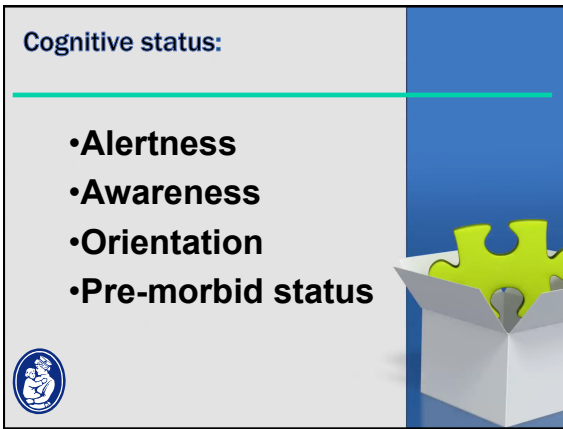 Cognitive status:
•Alertness
•Awareness
•Orientation
•Pre-morbid status